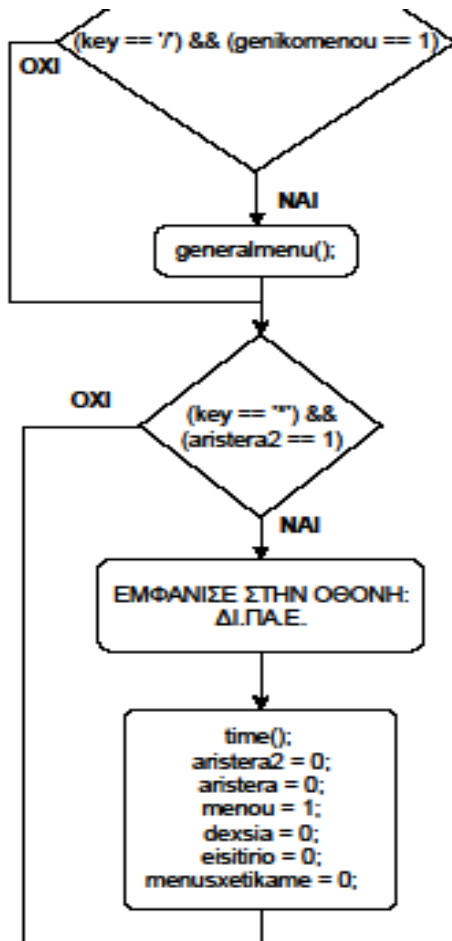 (key == '/') && (genikomenou == 1)
ΟΧΙ
ΝΑΙ
generalmenu();
ΟΧΙ
(key == '*') &&
(aristera2 == 1)
ΝΑΙ
ΕΜΦΑΝΙΣΕ ΣΤΗΝ ΟΘΟΝΗ:
ΔΙ.ΠΑ.Ε.
time();
aristera2 = 0;
aristera = 0;
menou = 1;
dexsia = 0;
eisitirio = 0;
menusxetikame = 0;